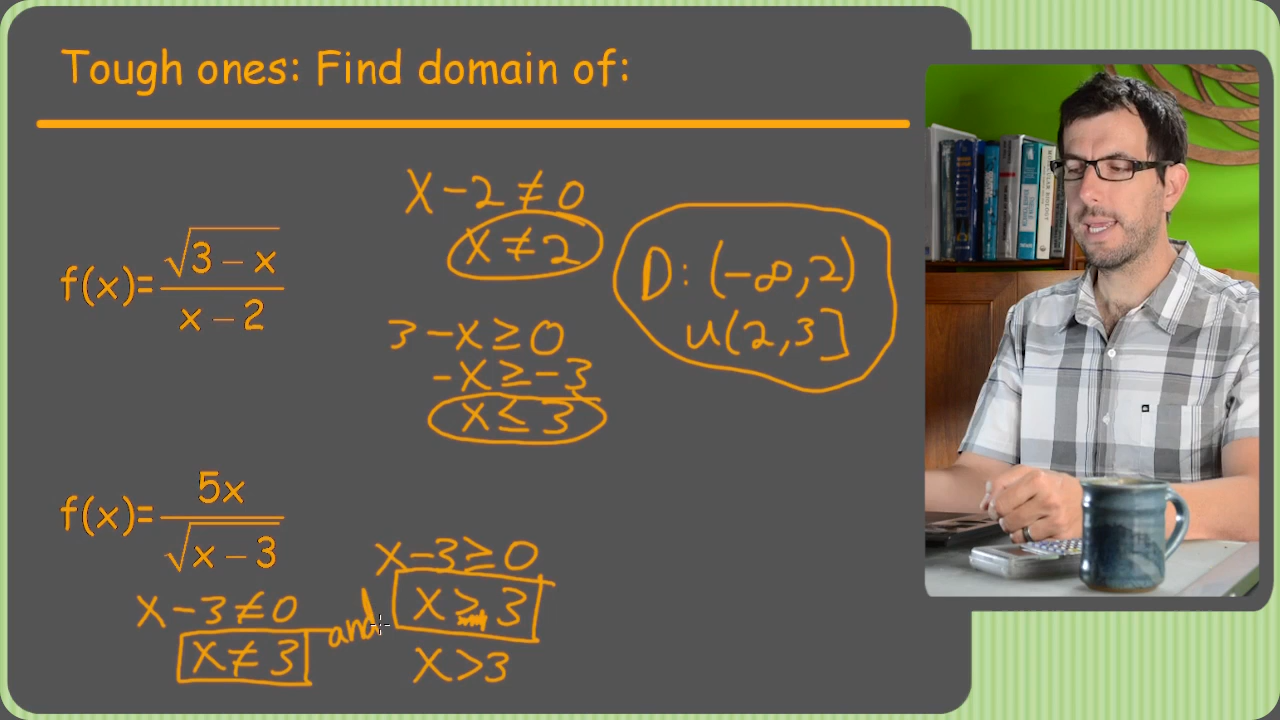 Tough ones: Find domain of:
f(x)= √(3 – x) / (x – 2)
x – 2 ≠ 0
x ≠ 2
3 – x ≥ 0
-x ≥ -3
x ≤ 3
D: (-∞, 2)
U(2, 3]
f(x)= 5x / √(x – 3)
x – 3 ≠ 0
x ≠ 3
and
x – 3 ≥ 0
x ≥ 3
x > 3